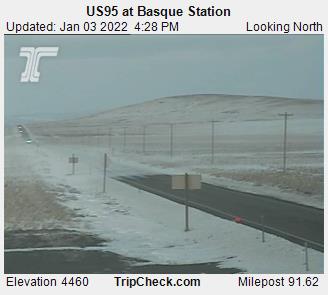 US95 at Basque Station
Updated: Jan 03 2022 4:28 PM Looking North
Elevation 4460 TripCheck.com Milepost 91.62